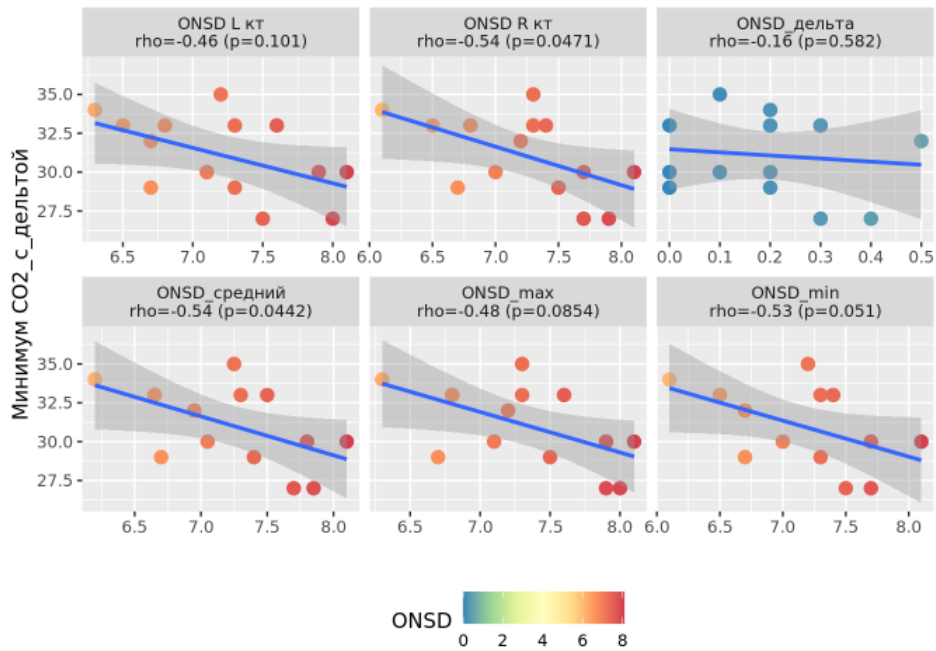 ONSD L кт
rho=-0.46 (p=0.101)
ONSD R кт
rho=-0.54 (p=0.0471)
ONSD_дельта
rho=-0.16 (p=0.582)
35.0
32.5
30.0
27.5
6.5 7.0 7.5 8.0
6.0 6.5 7.0 7.5 8.0
0.0 0.1 0.2 0.3 0.4 0.5
Минимум CO2_с_дельтой
ONSD_средний
rho=-0.54 (p=0.0442)
ONSD_max
rho=-0.48 (p=0.0854)
ONSD_min
rho=-0.53 (p=0.051)
35.0
32.5
30.0
27.5
6.5 7.0 7.5 8.0
6.5 7.0 7.5 8.0
6.0 6.5 7.0 7.5 8.0
ONSD
0 2 4 6 8